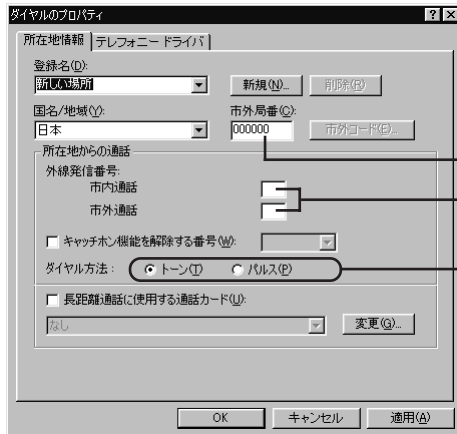 ダイヤルのプロパティ
所在地情報 テレフォニー ドライバ
登録名(D):
新しい場所 新規(N)... 削除(R)
国名/地域(Y): 市外局番(C):
日本 000000 市外コード(E)...
所在地からの通話
外線発信番号:
市内通話
市外通話
キャッチホン機能を解除する番号(W):
ダイヤル方法: トーン(T) パルス(P)
長距離通話に使用する通話カード(U):
なし 変更(G)...
OK キャンセル 適用(A)